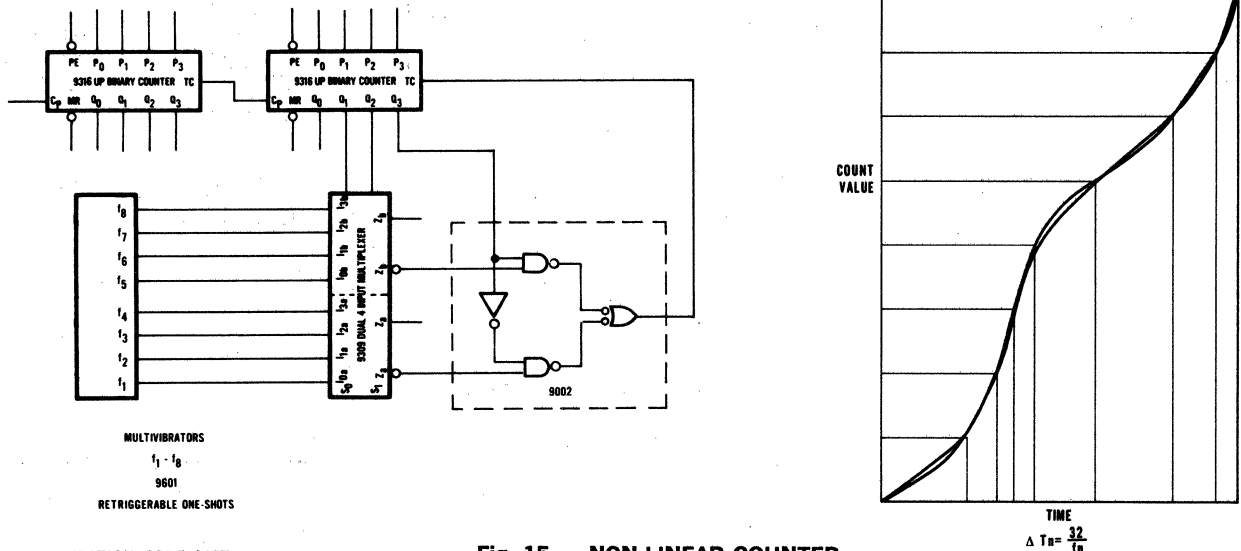 PE P0 P1 P2 P3
9316 UP BINARY COUNTER TC
CP MR Q0 Q1 Q2 Q3
PE P0 P1 P2 P3
9316 UP BINARY COUNTER TC
CP MR Q0 Q1 Q2 Q3
f8
f7
f6
f5
f4
f3
f2
f1
I3b
I2b
I1b
I0b
I3a
I2a
I1a
I0a
S0
9309 DUAL 4 INPUT MULTIPLEXER
Zb
Zb
Za
Za
S1
9002
MULTIVIBRATORS
f1 - f8
9601
RETRIGGERABLE ONE-SHOTS
COUNT
VALUE
TIME
Δ Tn= 32
fn
Fig. 15 NON-LINEAR COUNTER